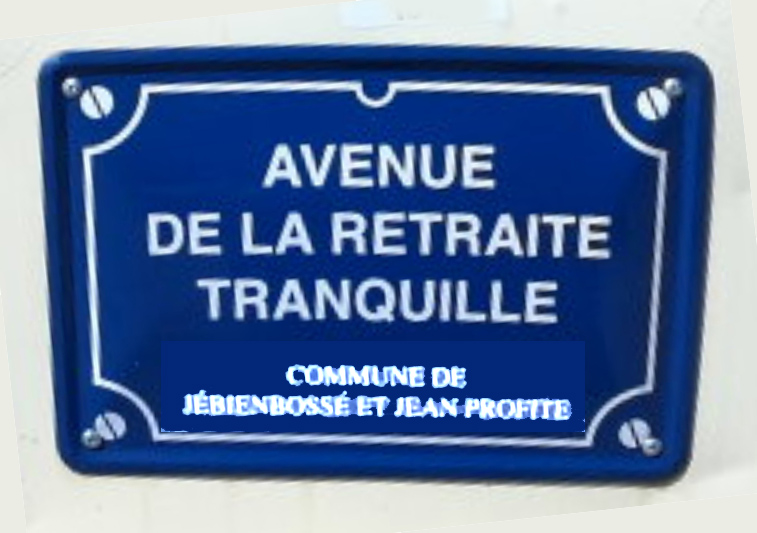 AVENUE
DE LA RETRAITE
TRANQUILLE
COMMUNE DE
JÉBIENBOSSÉ ET JEAN PROFITE